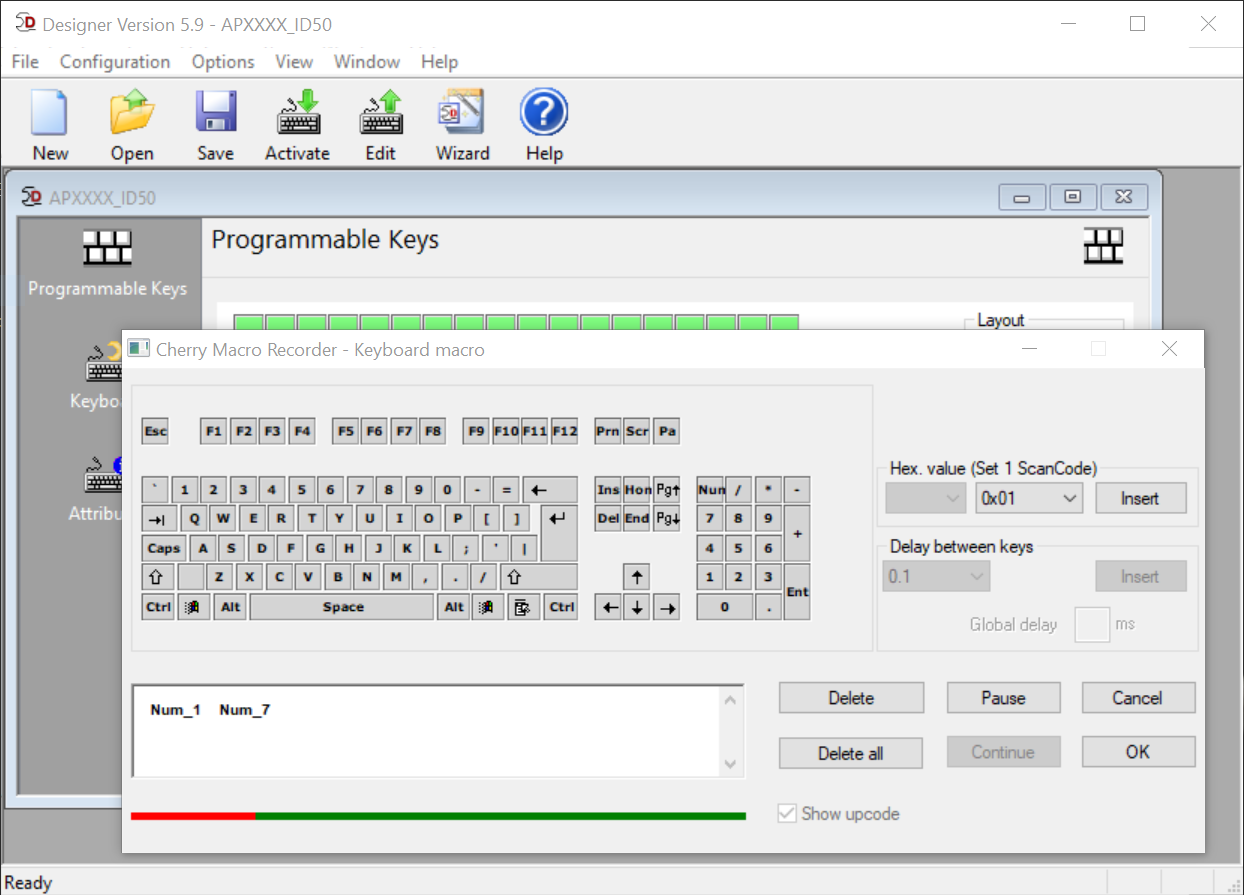 Designer Version 5.9 - APXXXX_ID50
File Configuration Options View Window Help
New Open Save Activate Edit Wizard Help
APXXXX_ID50
Programmable Keys
Programmable Keys
Layout
Cherry Macro Recorder - Keyboard macro
Keybo
Attribu
Esc F1 F2 F3 F4 F5 F6 F7 F8 F9 F10 F11 F12 Prn Scr Pa
` 1 2 3 4 5 6 7 8 9 0 - = ← Ins Hon Pg↑ Num / * -
→| Q W E R T Y U I O P [ ] ↵ Del End Pg↓ 7 8 9 +
Caps A S D F G H J K L ; ' | 4 5 6
⇧ Z X C V B N M , . / ⇧ ↑ 1 2 3 Ent
Ctrl Alt Space Alt Ctrl ← ↓ → 0 .
Hex. value (Set 1 ScanCode)
0x01 Insert
Delay between keys
0.1 Insert
Global delay ms
Num_1 Num_7
Delete Pause Cancel
Delete all Continue OK
Show upcode
Ready